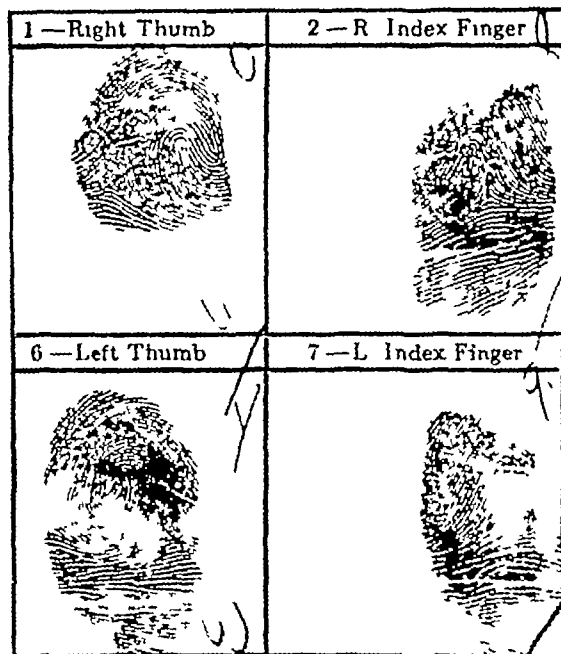 1—Right Thumb
2—R Index Finger
6—Left Thumb
7—L Index Finger